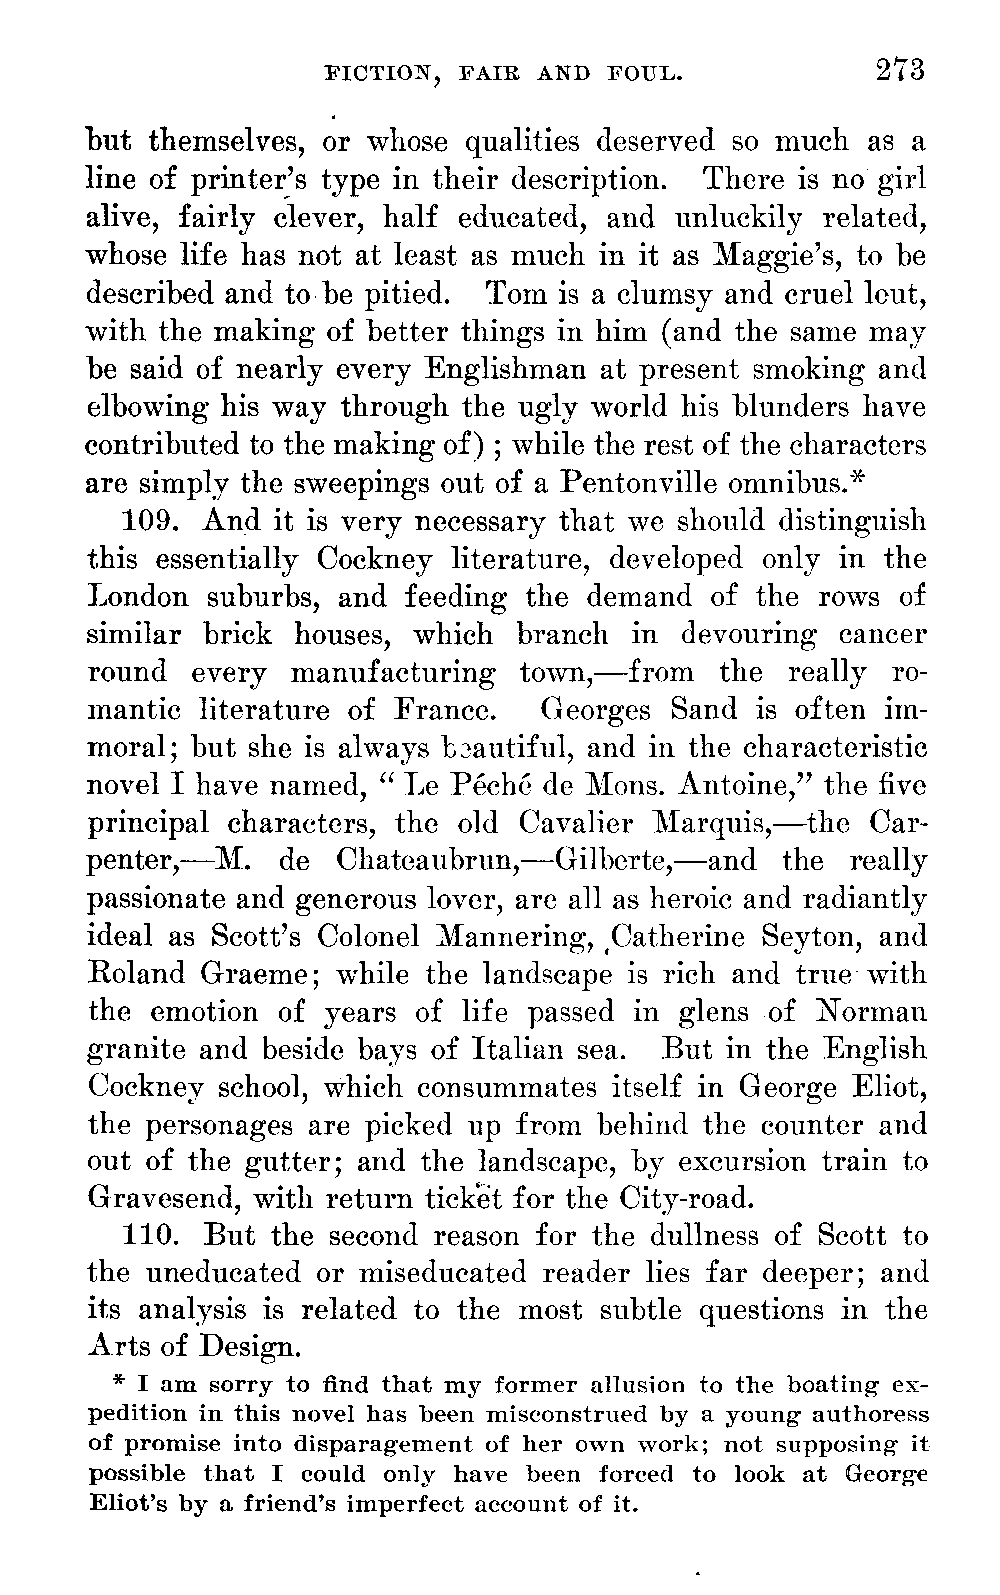 FICTION, FAIR AND FOUL. 273
but themselves, or whose qualities deserved so much as a
line of printer's type in their description. There is no girl
alive, fairly clever, half educated, and unluckily related,
whose life has not at least as much in it as Maggie's, to be
described and to be pitied. Tom is a clumsy and cruel lout,
with the making of better things in him (and the same may
be said of nearly every Englishman at present smoking and
elbowing his way through the ugly world his blunders have
contributed to the making of) ; while the rest of the characters
are simply the sweepings out of a Pentonville omnibus.*
109. And it is very necessary that we should distinguish
this essentially Cockney literature, developed only in the
London suburbs, and feeding the demand of the rows of
similar brick houses, which branch in devouring cancer
round every manufacturing town,—from the really ro-
mantic literature of France. Georges Sand is often im-
moral; but she is always beautiful, and in the characteristic
novel I have named, “ Le Péché de Mons. Antoine,” the five
principal characters, the old Cavalier Marquis,—the Car-
penter,—M. de Chateaubrun,—Gilberte,—and the really
passionate and generous lover, are all as heroic and radiantly
ideal as Scott's Colonel Mannering, Catherine Seyton, and
Roland Graeme; while the landscape is rich and true with
the emotion of years of life passed in glens of Norman
granite and beside bays of Italian sea. But in the English
Cockney school, which consummates itself in George Eliot,
the personages are picked up from behind the counter and
out of the gutter; and the landscape, by excursion train to
Gravesend, with return ticket for the City-road.
110. But the second reason for the dullness of Scott to
the uneducated or miseducated reader lies far deeper; and
its analysis is related to the most subtle questions in the
Arts of Design.
* I am sorry to find that my former allusion to the boating ex-
pedition in this novel has been misconstrued by a young authoress
of promise into disparagement of her own work; not supposing it
possible that I could only have been forced to look at George
Eliot's by a friend's imperfect account of it.